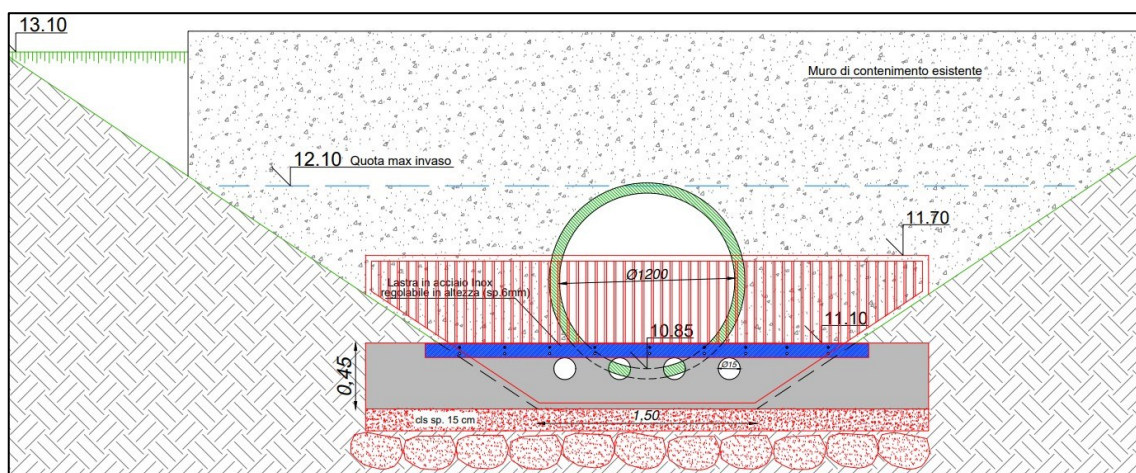 13.10
Muro di contenimento esistente
12.10 Quota max invaso
11.70
Ø1200
Lastra in acciaio Inox
regolabile in altezza (sp.6mm)
11.10
10.85
0,45
Ø15
cls sp. 15 cm
1,50